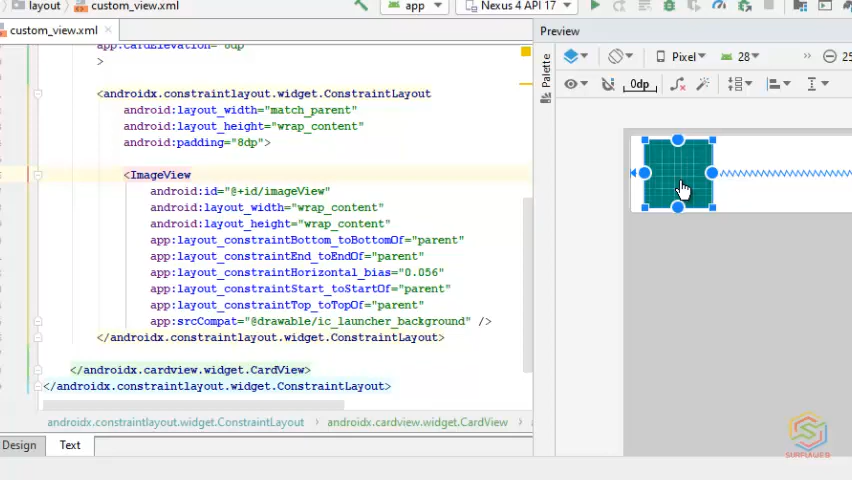 layout
custom_view.xml
app
Nexus 4 API 17
custom_view.xml
Preview
app:cardElevation="8dp"
>
<androidx.constraintlayout.widget.ConstraintLayout
android:layout_width="match_parent"
android:layout_height="wrap_content"
android:padding="8dp">
<ImageView
android:id="@+id/imageView"
android:layout_width="wrap_content"
android:layout_height="wrap_content"
app:layout_constraintBottom_toBottomOf="parent"
app:layout_constraintEnd_toEndOf="parent"
app:layout_constraintHorizontal_bias="0.056"
app:layout_constraintStart_toStartOf="parent"
app:layout_constraintTop_toTopOf="parent"
app:srcCompat="@drawable/ic_launcher_background" />
</androidx.constraintlayout.widget.ConstraintLayout>
</androidx.cardview.widget.CardView>
</androidx.constraintlayout.widget.ConstraintLayout>
androidx.constraintlayout.widget.ConstraintLayout
androidx.cardview.widget.CardView
Design
Text
Palette
Pixel
28
25
0dp